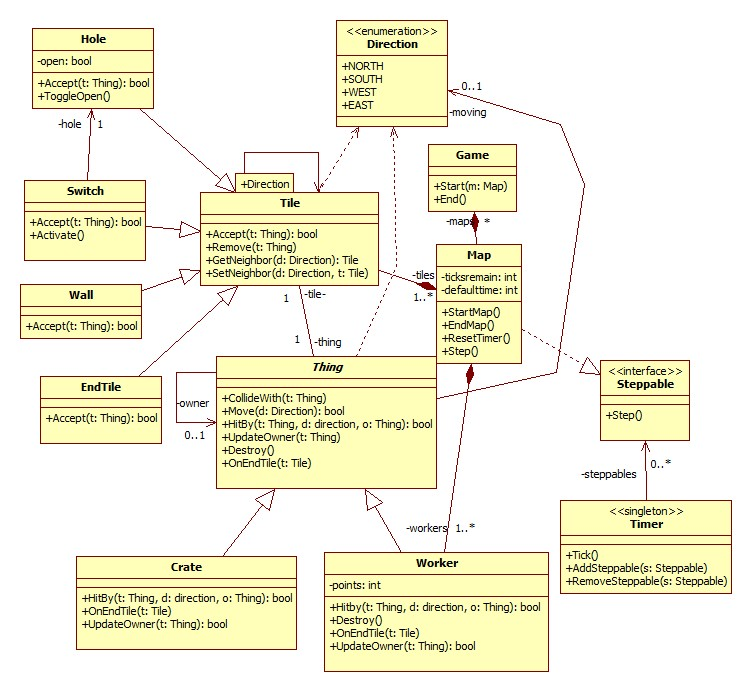 Hole
-open: bool
+Accept(t: Thing): bool
+ToggleOpen()
<<enumeration>>
Direction
+NORTH
+SOUTH
+WEST
+EAST
0..1
-moving
-hole
1
Game
+Start(m: Map)
+End()
-maps
*
Switch
+Accept(t: Thing): bool
+Activate()
+Direction
Tile
+Accept(t: Thing): bool
+Remove(t: Thing)
+GetNeighbor(d: Direction): Tile
+SetNeighbor(d: Direction, t: Tile)
-tiles
1..*
Map
-ticksremain: int
-defaulttime: int
+StartMap()
+EndMap()
+ResetTimer()
+Step()
Wall
+Accept(t: Thing): bool
1
-tile-
1
-thing
EndTile
+Accept(t: Thing): bool
Thing
+CollideWith(t: Thing)
+Move(d: Direction): bool
+HitBy(t: Thing, d: direction, o: Thing): bool
+UpdateOwner(t: Thing)
+Destroy()
+OnEndTile(t: Tile)
-owner
0..1
<<interface>>
Steppable
+Step()
-steppables
0..*
<<singleton>>
Timer
+Tick()
+AddSteppable(s: Steppable)
+RemoveSteppable(s: Steppable)
-workers
1..*
Crate
+HitBy(t: Thing, d: direction, o: Thing): bool
+OnEndTile(t: Tile)
+UpdateOwner(t: Thing): bool
Worker
-points: int
+Hitby(t: Thing, d: direction, o: Thing): bool
+Destroy()
+OnEndTile(t: Tile)
+UpdateOwner(t: Thing): bool